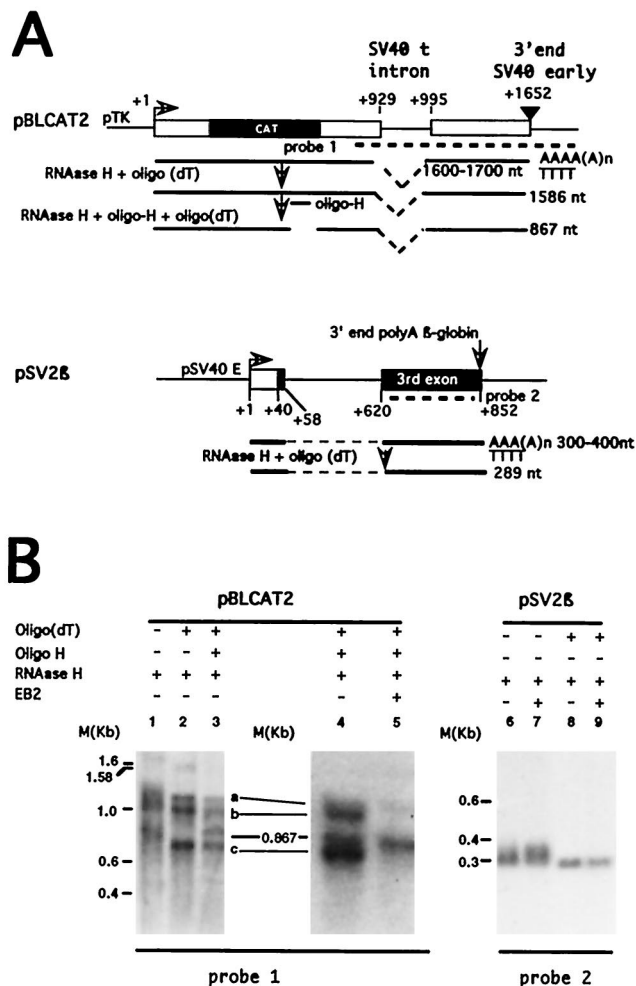 A
SV40 t
intron
3'end
SV40 early
+1
+929
+995
+1652
pBLCAT2
pTK
CAT
probe 1
RNAase H + oligo (dT)
1600-1700 nt
AAAA(A)n
TTTT
1586 nt
oligo-H
RNAase H + oligo-H + oligo(dT)
867 nt
3' end polyA ß-globin
pSV2ß
pSV40 E
3rd exon
probe 2
+1
+40
+58
+620
+852
AAA(A)n 300-400nt
TTTT
RNAase H + oligo (dT)
289 nt
B
pBLCAT2
pSV2ß
Oligo(dT) - + + + + - - + +
Oligo H - - + + + - - - -
RNAase H + + + + + + + + +
EB2 - - - - + - + - +
1 2 3 4 5 6 7 8 9
M(Kb)
1.6
1.58
1.0
0.6
0.4
M(Kb)
a
b
0.867
c
M(Kb)
0.6
0.4
0.3
probe 1
probe 2